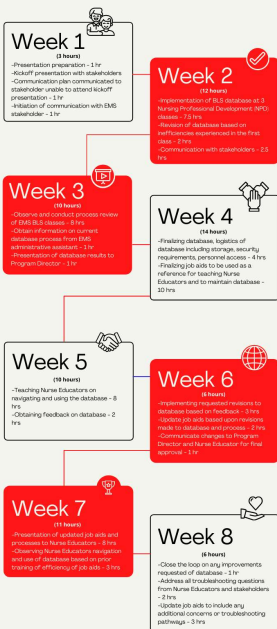 Week 1
(3 hours)
-Presentation preparation - 1 hr
-Kickoff presentation with stakeholders
-Communication plan communicated to
stakeholder unable to attend kickoff
presentation - 1 hr
-Initiation of communication with EMS
stakeholder - 1 hr
Week 2
(12 hours)
-Implementation of BLS database at 3
Nursing Professional Development (NPD)
classes - 7.5 hrs
-Revision of database based on
inefficiencies experienced in the first
class - 2 hrs
-Communication with stakeholders - 2.5
hrs
Week 3
(10 hours)
-Observe and conduct process review
of EMS BLS classes - 8 hrs
-Obtain information on current
database process from EMS
administrative assistant - 1 hr
-Presentation of database results to
Program Director - 1 hr
Week 4
(14 hours)
-Finalizing database, logistics of
database including storage, security
requirements, personnel access - 4 hrs
-Finalizing job aids to be used as a
reference for teaching Nurse
Educators and to maintain database -
10 hrs
Week 5
(10 hours)
-Teaching Nurse Educators on
navigating and using the database - 8
hrs
-Obtaining feedback on database - 2
hrs
Week 6
(6 hours)
-Implementing requested revisions to
database based on feedback - 3 hrs
-Update job aids based upon revisions
made to database and process - 2 hrs
-Communicate changes to Program
Director and Nurse Educator for final
approval - 1 hr
Week 7
(11 hours)
-Presentation of updated job aids and
processes to Nurse Educators - 8 hrs
-Observing Nurse Educators navigation
and use of database based on prior
training of efficiency of job aids - 3 hrs
Week 8
(6 hours)
-Close the loop on any improvements
requested of database - 1 hr
-Address all troubleshooting questions
from Nurse Educators and stakeholders
- 2 hrs
-Update job aids to include any
additional concerns or troubleshooting
pathways - 3 hrs